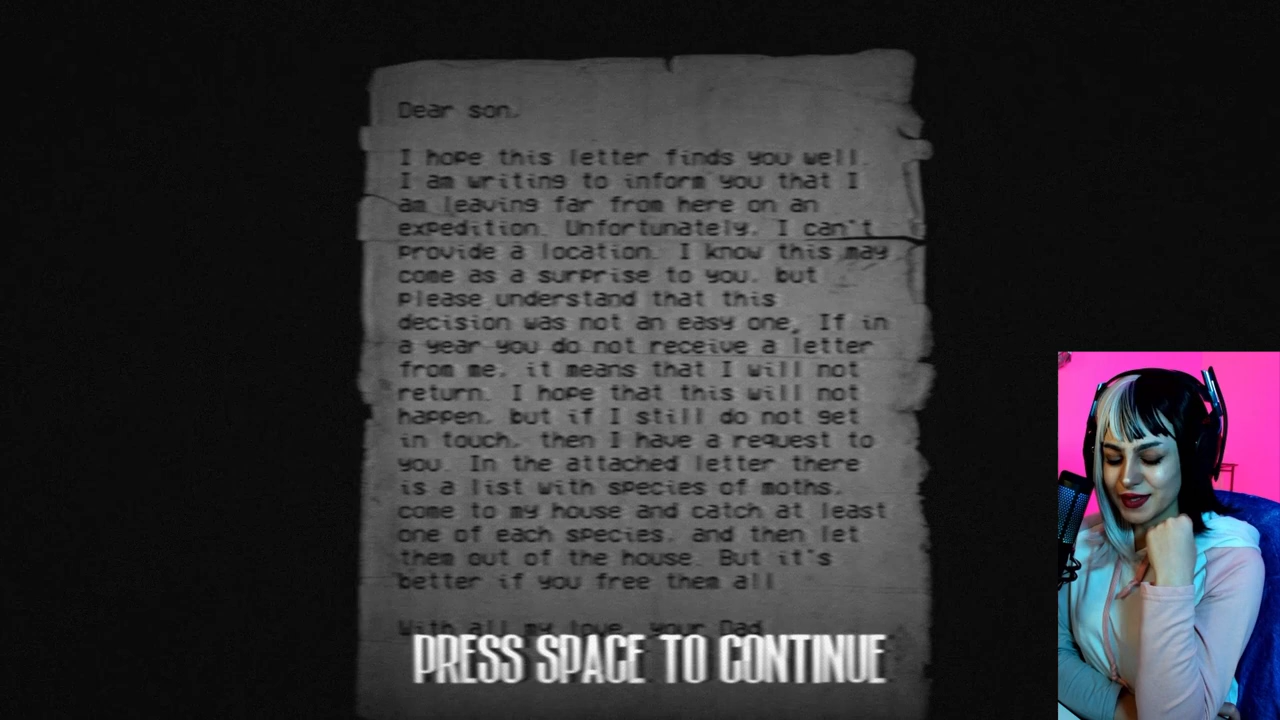 Dear son,
I hope this letter finds you well.
I am writing to inform you that I
am leaving far from here on an
expedition. Unfortunately, I can't
provide a location. I know this may
come as a surprise to you, but
please understand that this
decision was not an easy one, If in
a year you do not receive a letter
from me, it means that I will not
return. I hope that this will not
happen, but if I still do not get
in touch, then I have a request to
you. In the attached letter there
is a list with species of moths,
come to my house and catch at least
one of each species, and then let
them out of the house. But it's
better if you free them all
With all my love, your Dad
PRESS SPACE TO CONTINUE